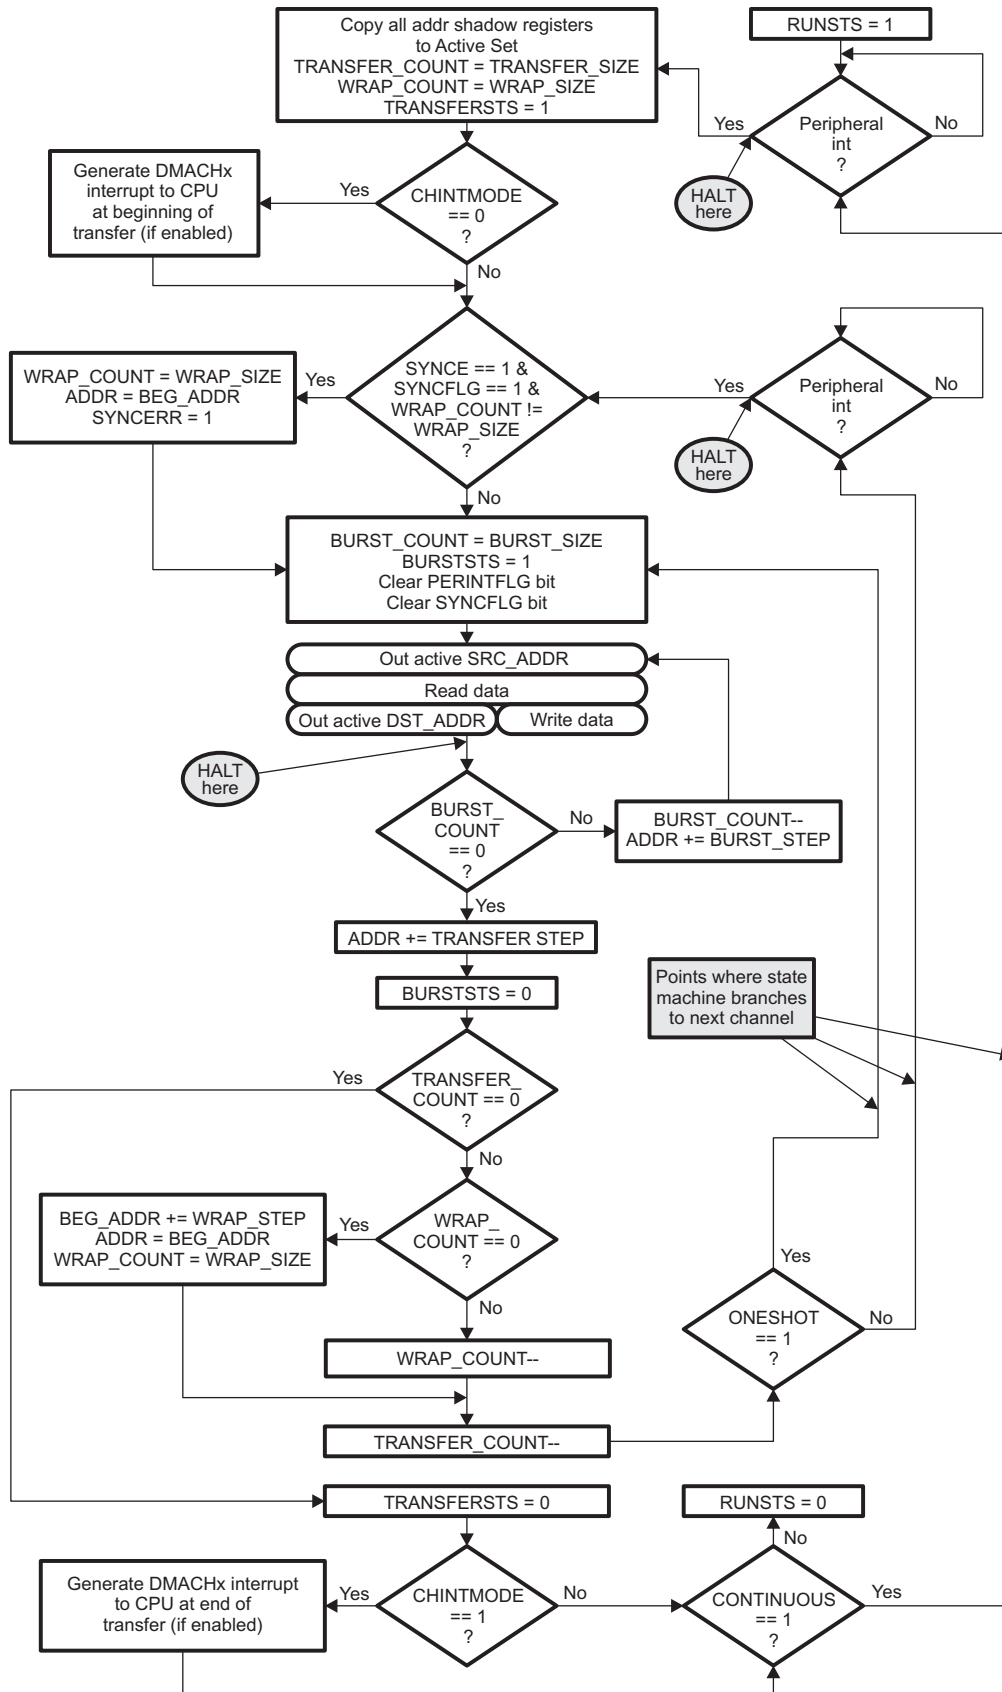 Copy all addr shadow registers
to Active Set
TRANSFER_COUNT = TRANSFER_SIZE
WRAP_COUNT = WRAP_SIZE
TRANSFERSTS = 1
RUNSTS = 1
Peripheral
int
?
Yes
No
HALT
here
Generate DMACHx
interrupt to CPU
at beginning of
transfer (if enabled)
Yes
CHINTMODE
== 0
?
No
WRAP_COUNT = WRAP_SIZE
ADDR = BEG_ADDR
SYNCERR = 1
Yes
SYNCE == 1 &
SYNCFLG == 1 &
WRAP_COUNT !=
WRAP_SIZE
?
No
Yes
Peripheral
int
?
No
HALT
here
BURST_COUNT = BURST_SIZE
BURSTSTS = 1
Clear PERINTFLG bit
Clear SYNCFLG bit
Out active SRC_ADDR
Read data
Out active DST_ADDR
Write data
HALT
here
BURST_
COUNT
== 0
?
No
BURST_COUNT--
ADDR += BURST_STEP
Yes
ADDR += TRANSFER STEP
BURSTSTS = 0
Points where state
machine branches
to next channel
Yes
TRANSFER_
COUNT == 0
?
No
BEG_ADDR += WRAP_STEP
ADDR = BEG_ADDR
WRAP_COUNT = WRAP_SIZE
Yes
WRAP_
COUNT == 0
?
No
WRAP_COUNT--
TRANSFER_COUNT--
Yes
ONESHOT
== 1
?
No
TRANSFERSTS = 0
RUNSTS = 0
No
Generate DMACHx interrupt
to CPU at end of
transfer (if enabled)
Yes
CHINTMODE
== 1
?
No
CONTINUOUS
== 1
?
Yes